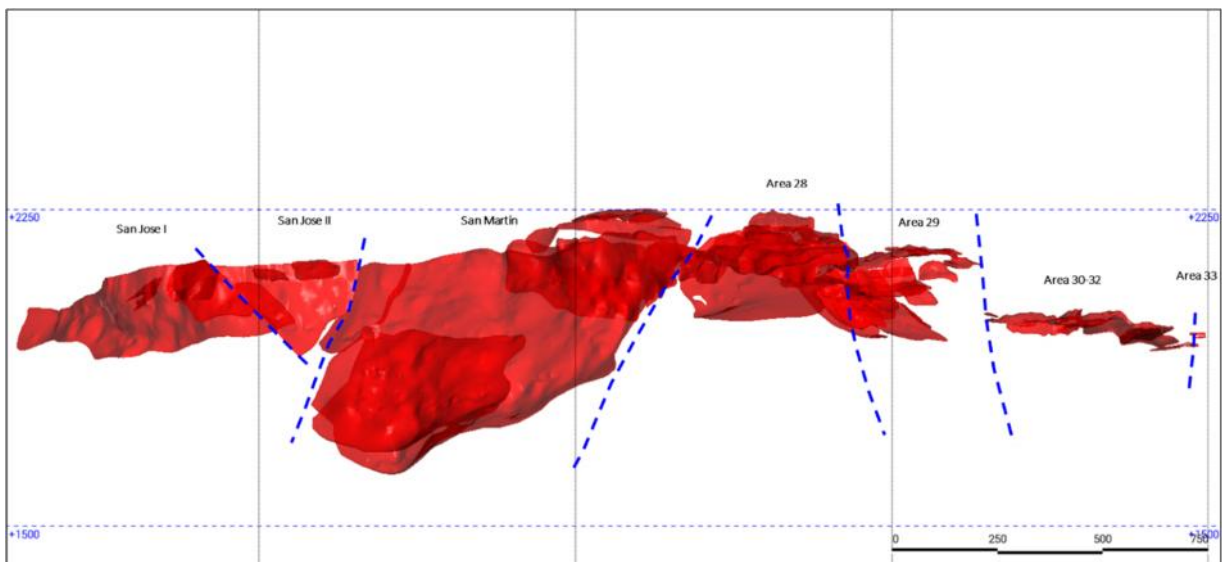 Area 28
+2250
+2250
San Jose I
San Jose II
San Martin
Area 29
Area 30-32
Area 33
+1500
+1500
0
250
500
750